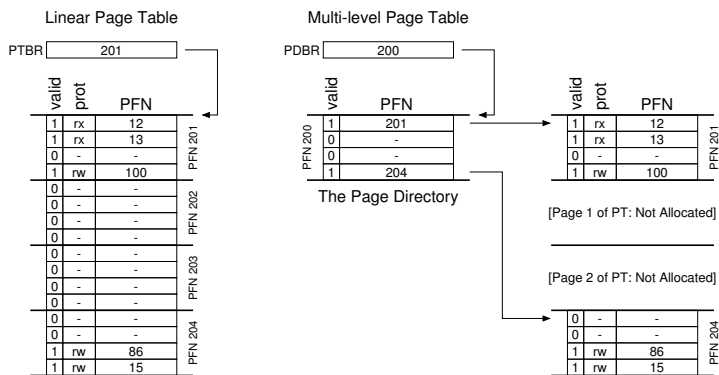 Linear Page Table
PTBR 201
valid prot PFN
1 rx 12
1 rx 13
0 - -
1 rw 100
PFN 201
0 - -
0 - -
0 - -
0 - -
PFN 202
0 - -
0 - -
0 - -
0 - -
PFN 203
0 - -
0 - -
1 rw 86
1 rw 15
PFN 204
Multi-level Page Table
PDBR 200
valid PFN
1 201
0 -
0 -
1 204
PFN 200
The Page Directory
valid prot PFN
1 rx 12
1 rx 13
0 - -
1 rw 100
PFN 201
[Page 1 of PT: Not Allocated]
[Page 2 of PT: Not Allocated]
0 - -
0 - -
1 rw 86
1 rw 15
PFN 204